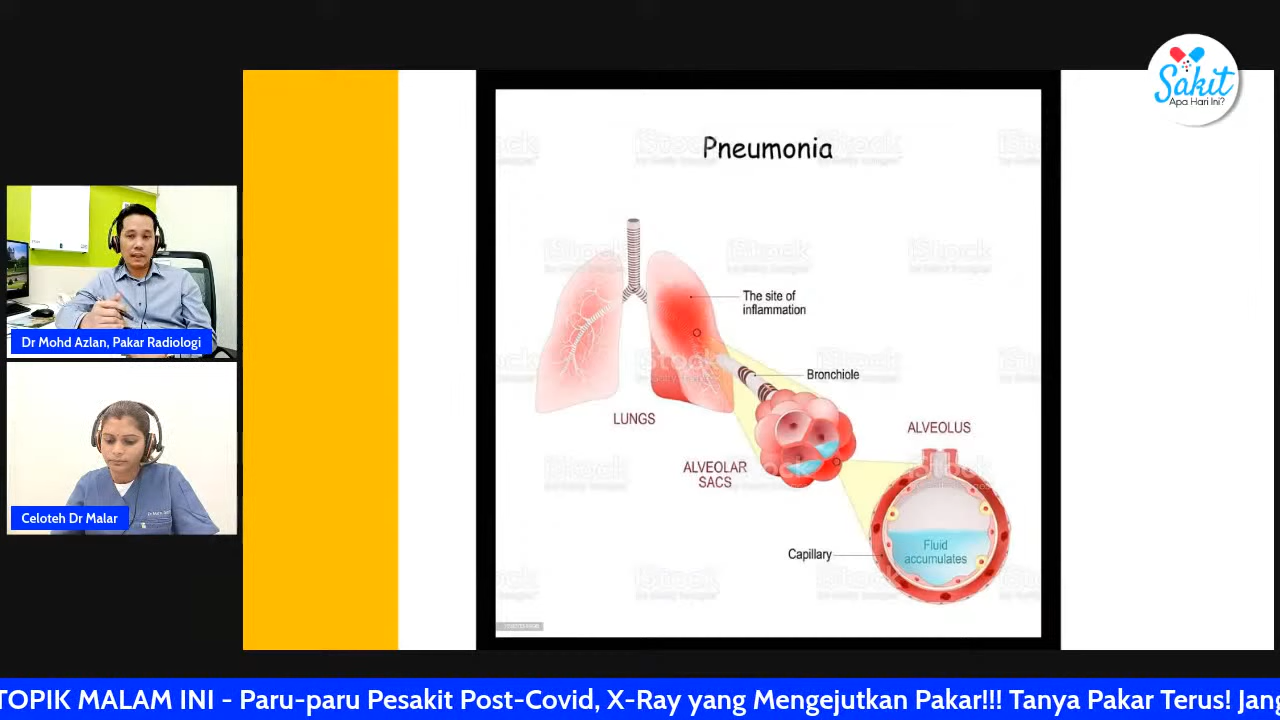 Sakit
Apa Hari Ini?
Pneumonia
iStock
The site of
inflammation
Bronchiole
LUNGS
ALVEOLAR
SACS
ALVEOLUS
Capillary
Fluid
accumulates
Dr Mohd Azlan, Pakar Radiologi
Celoteh Dr Malar
TOPIK MALAM INI - Paru-paru Pesakit Post-Covid, X-Ray yang Mengejutkan Pakar!!! Tanya Pakar Terus! Jang